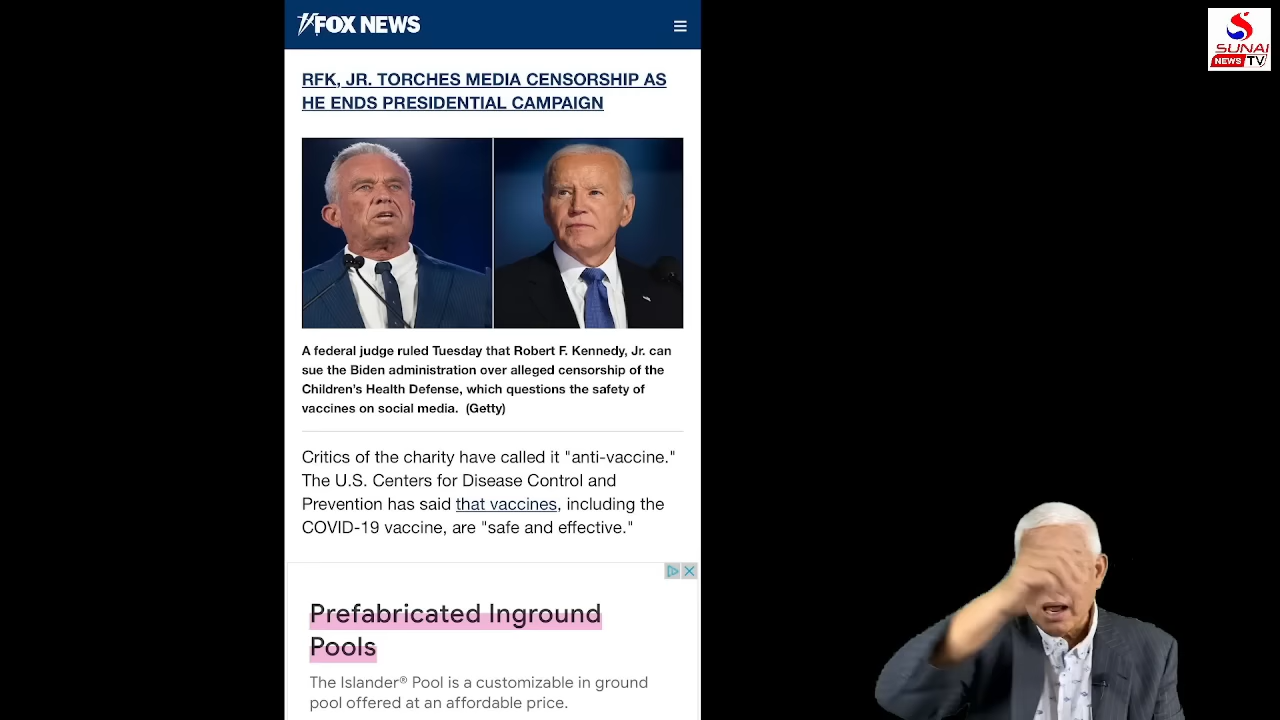 FOX NEWS
SUNAI
NEWS TV
RFK, JR. TORCHES MEDIA CENSORSHIP AS
HE ENDS PRESIDENTIAL CAMPAIGN
A federal judge ruled Tuesday that Robert F. Kennedy, Jr. can
sue the Biden administration over alleged censorship of the
Children's Health Defense, which questions the safety of
vaccines on social media.  (Getty)
Critics of the charity have called it "anti-vaccine."
The U.S. Centers for Disease Control and
Prevention has said that vaccines, including the
COVID-19 vaccine, are "safe and effective."
Prefabricated Inground
Pools
The Islander® Pool is a customizable in ground
pool offered at an affordable price.